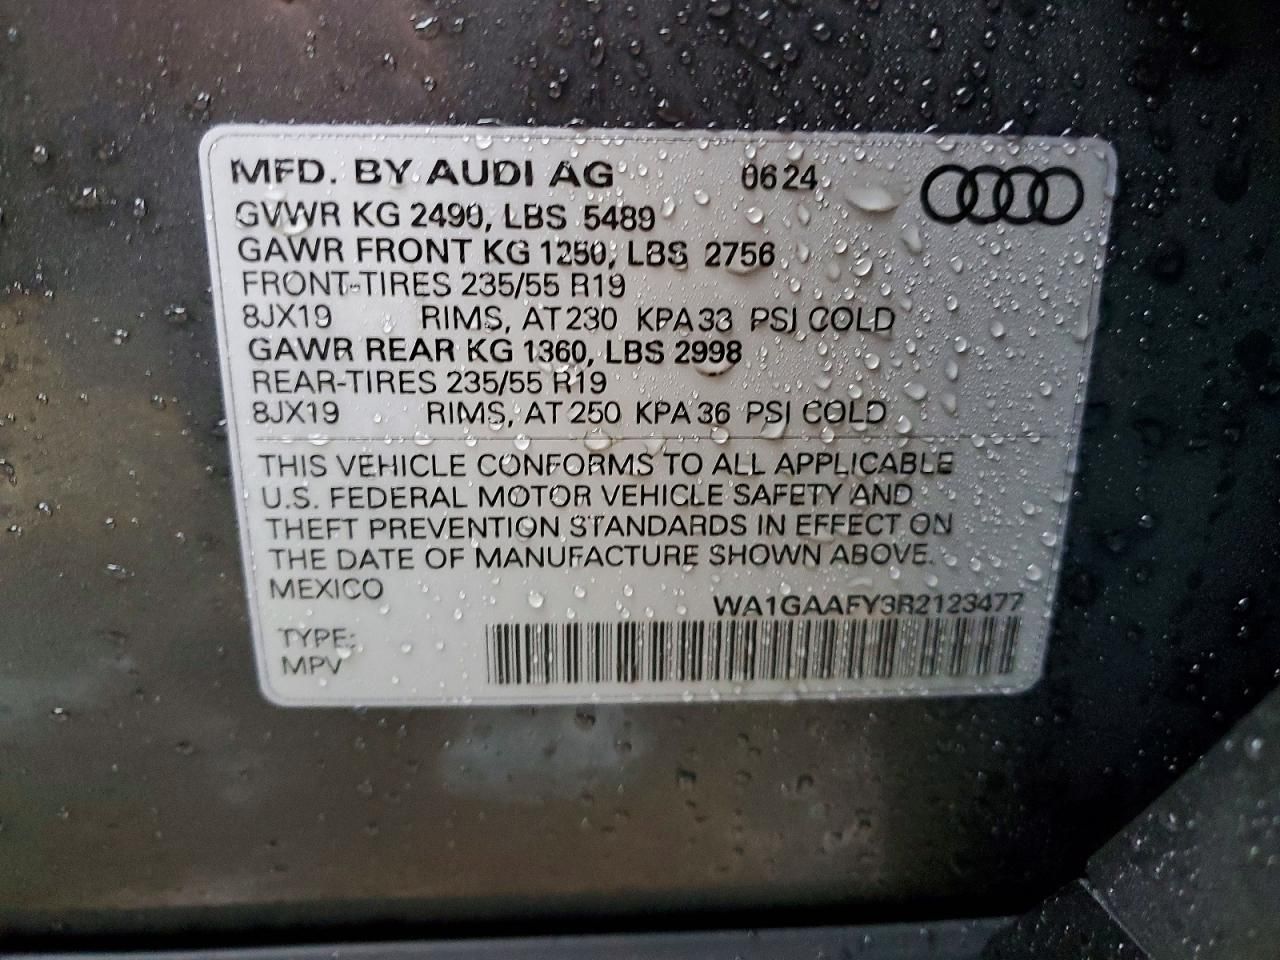 MFD. BY AUDI AG 06 24
GVWR KG 2490, LBS 5489
GAWR FRONT KG 1250, LBS 2756
FRONT-TIRES 235/55 R19
8JX19 RIMS, AT 230 KPA 33 PSI COLD
GAWR REAR KG 1360, LBS 2998
REAR-TIRES 235/55 R19
8JX19 RIMS, AT 250 KPA 36 PSI COLD
THIS VEHICLE CONFORMS TO ALL APPLICABLE
U.S. FEDERAL MOTOR VEHICLE SAFETY AND
THEFT PREVENTION STANDARDS IN EFFECT ON
THE DATE OF MANUFACTURE SHOWN ABOVE.
MEXICO
WA1GAAFY3R2123477
TYPE:
MPV